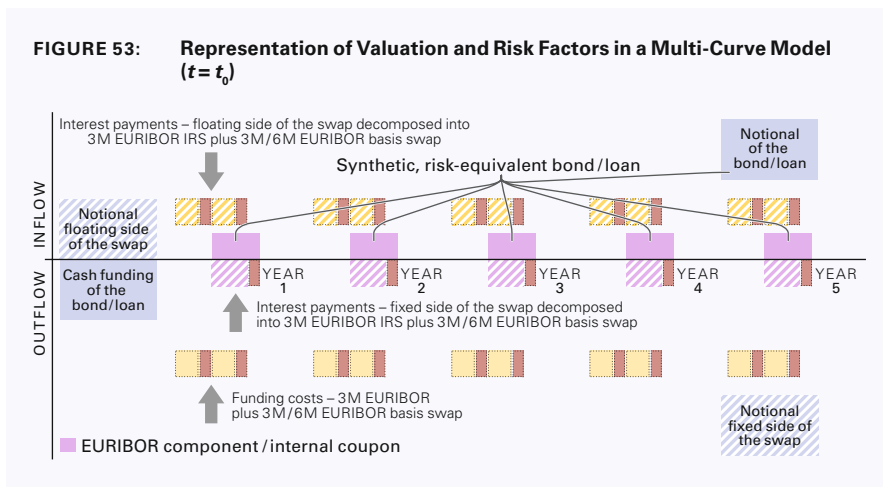 FIGURE 53: Representation of Valuation and Risk Factors in a Multi-Curve Model
(t = t0)
Interest payments – floating side of the swap decomposed into
3M EURIBOR IRS plus 3M/6M EURIBOR basis swap
Notional
of the
bond/loan
Synthetic, risk-equivalent bond/loan
INFLOW
Notional
floating side
of the swap
OUTFLOW
Cash funding
of the
bond/loan
YEAR
1
YEAR
2
YEAR
3
YEAR
4
YEAR
5
Interest payments – fixed side of the swap decomposed
into 3M EURIBOR IRS plus 3M/6M EURIBOR basis swap
Funding costs – 3M EURIBOR
plus 3M/6M EURIBOR basis swap
Notional
fixed side of
the swap
EURIBOR component/internal coupon